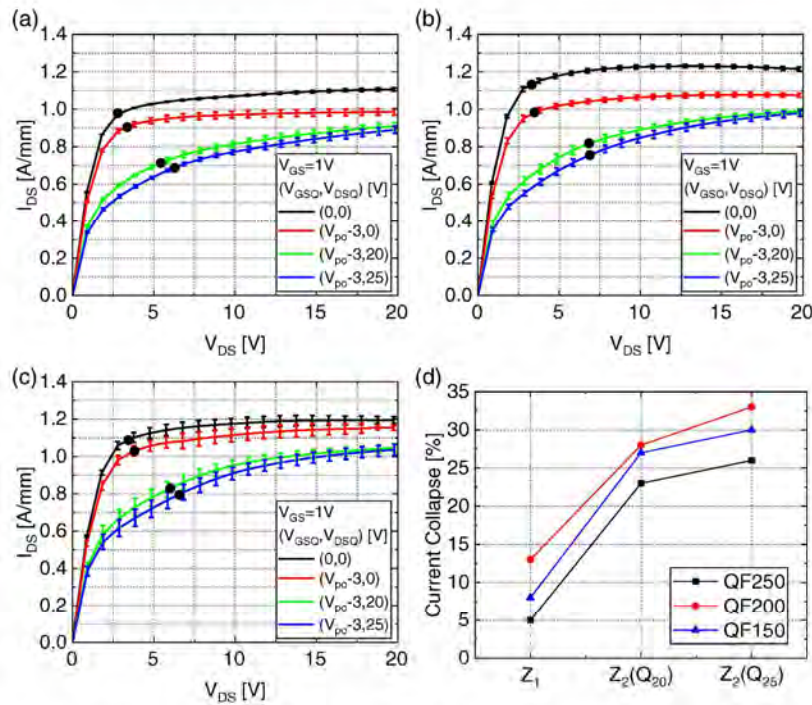 (a)
1.4
1.2
1.0
0.8
0.6
0.4
0.2
0.0
I_DS [A/mm]
0 5 10 15 20
V_DS [V]
V_GS=1V
(V_GSQ,V_DSQ) [V]
(0,0)
(V_po-3,0)
(V_po-3,20)
(V_po-3,25)
(b)
1.4
1.2
1.0
0.8
0.6
0.4
0.2
0.0
I_DS [A/mm]
0 5 10 15 20
V_DS [V]
V_GS=1V
(V_GSQ,V_DSQ) [V]
(0,0)
(V_po-3,0)
(V_po-3,20)
(V_po-3,25)
(c)
1.4
1.2
1.0
0.8
0.6
0.4
0.2
0.0
I_DS [A/mm]
0 5 10 15 20
V_DS [V]
V_GS=1V
(V_GSQ,V_DSQ) [V]
(0,0)
(V_po-3,0)
(V_po-3,20)
(V_po-3,25)
(d)
35
30
25
20
15
10
5
0
Current Collapse [%]
Z_1 Z_2(Q_20) Z_2(Q_25)
QF250
QF200
QF150